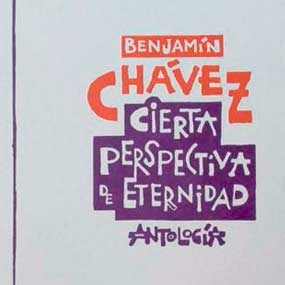 BENJAMÍN
CHÁVEZ
CIERTA
PERSPECTIVA
DE ETERNIDAD
ANTOLOGÍA